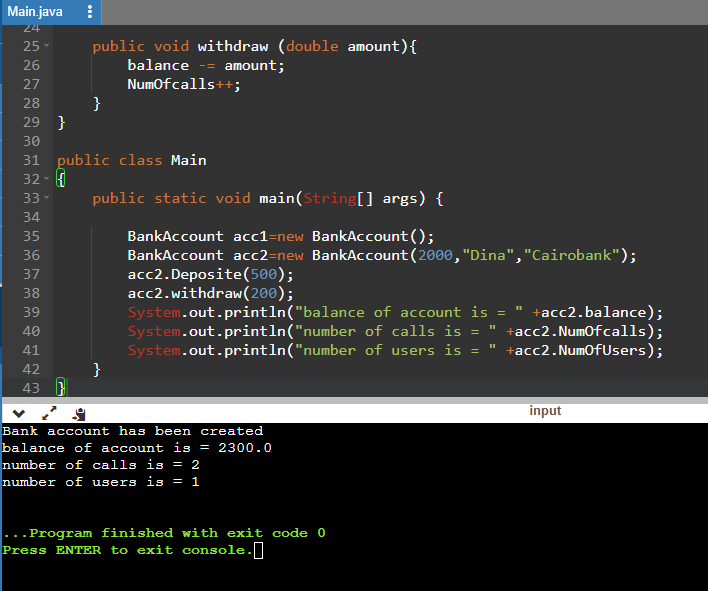 Main.java
24
25 public void withdraw (double amount){
26 balance -= amount;
27 NumOfcalls++;
28 }
29 }
30
31 public class Main
32 {
33 public static void main(String[] args) {
34
35 BankAccount acc1=new BankAccount();
36 BankAccount acc2=new BankAccount(2000,"Dina","Cairobank");
37 acc2.Deposite(500);
38 acc2.withdraw(200);
39 System.out.println("balance of account is = " +acc2.balance);
40 System.out.println("number of calls is = " +acc2.NumOfcalls);
41 System.out.println("number of users is = " +acc2.NumOfUsers);
42 }
43 }
input
Bank account has been created
balance of account is = 2300.0
number of calls is = 2
number of users is = 1
...Program finished with exit code 0
Press ENTER to exit console.